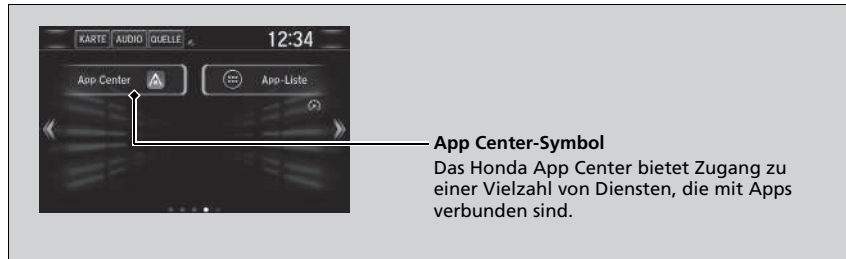 KARTE AUDIO QUELLE 12:34
App Center App-Liste
App Center-Symbol
Das Honda App Center bietet Zugang zu
einer Vielzahl von Diensten, die mit Apps
verbunden sind.